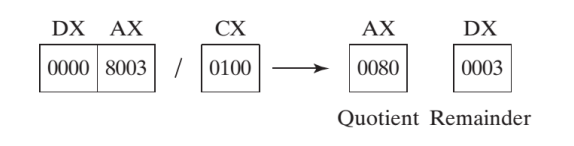 DX AX CX AX DX
0000 8003 / 0100 0080 0003
Quotient Remainder